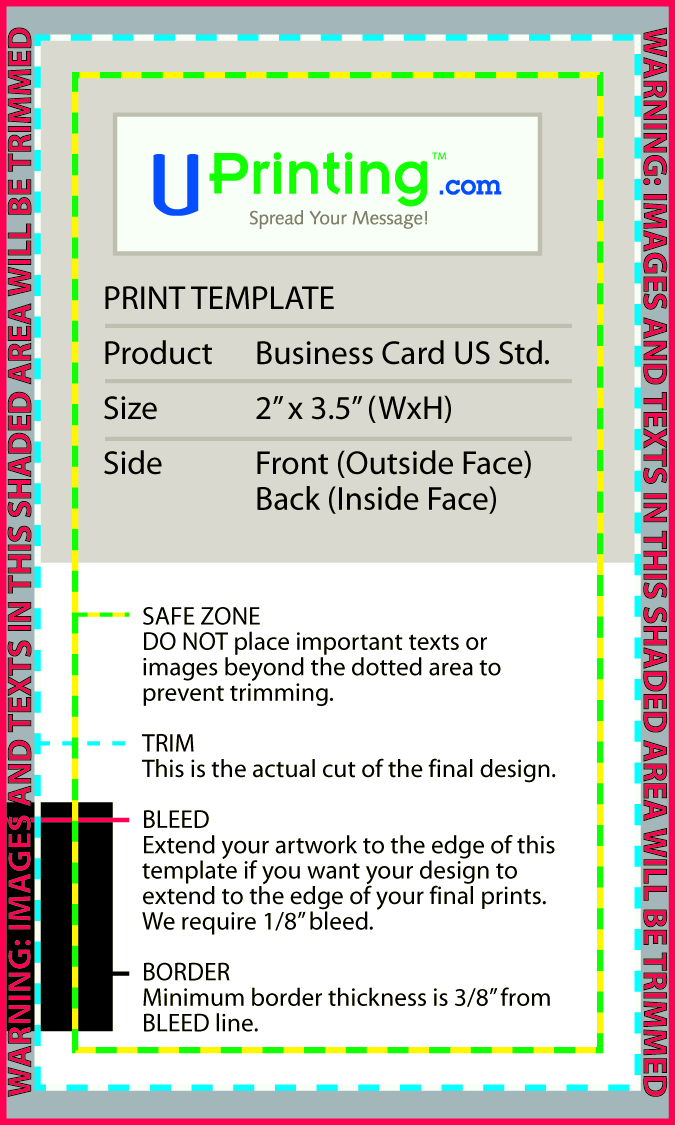 WARNING: IMAGES AND TEXTS IN THIS SHADED AREA WILL BE TRIMMED
UPrinting™.com
Spread Your Message!
PRINT TEMPLATE
Product Business Card US Std.
Size 2” x 3.5” (WxH)
Side Front (Outside Face)
Back (Inside Face)
SAFE ZONE
DO NOT place important texts or
images beyond the dotted area to
prevent trimming.
TRIM
This is the actual cut of the final design.
BLEED
Extend your artwork to the edge of this
template if you want your design to
extend to the edge of your final prints.
We require 1/8” bleed.
BORDER
Minimum border thickness is 3/8” from
BLEED line.
WARNING: IMAGES AND TEXTS IN THIS SHADED AREA WILL BE TRIMMED